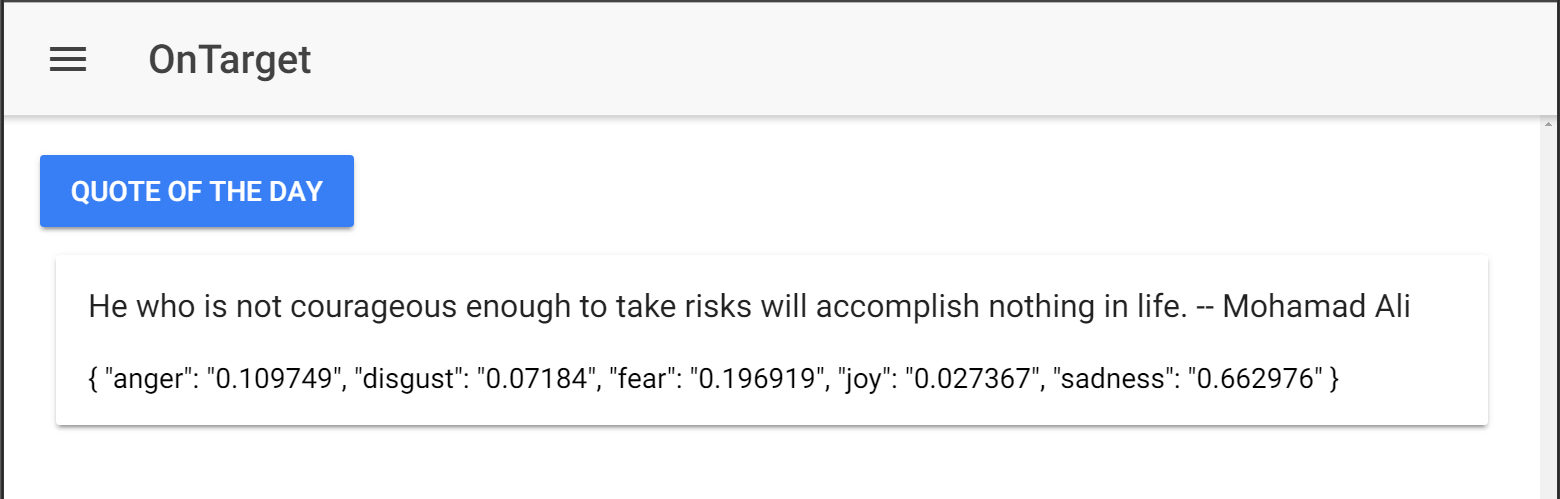 OnTarget
QUOTE OF THE DAY
He who is not courageous enough to take risks will accomplish nothing in life. -- Mohamad Ali
{ "anger": "0.109749", "disgust": "0.07184", "fear": "0.196919", "joy": "0.027367", "sadness": "0.662976" }